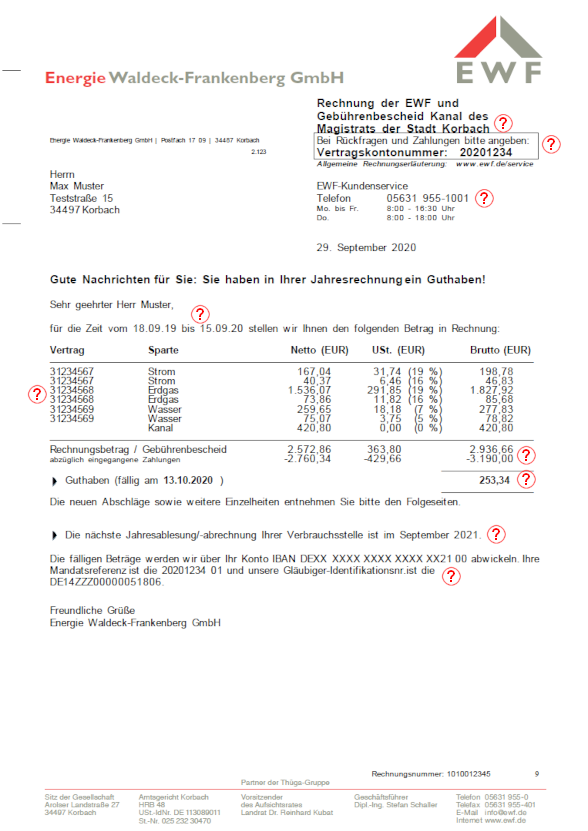 Energie Waldeck-Frankenberg GmbH
EWF
Rechnung der EWF und
Gebührenbescheid Kanal des
Magistrats der Stadt Korbach ?
Bei Rückfragen und Zahlungen bitte angeben: ?
Vertragskontonummer: 20201234
Allgemeine Rechnungserläuterung: www.ewf.de/service
Energie Waldeck-Frankenberg GmbH | Postfach 17 09 | 34487 Korbach
2.123
Herrn
Max Muster
Teststraße 15
34497 Korbach
EWF-Kundenservice
Telefon 05631 955-1001 ?
Mo. bis Fr. 8:00 - 16:30 Uhr
Do. 8:00 - 18:00 Uhr
29. September 2020
Gute Nachrichten für Sie: Sie haben in Ihrer Jahresrechnung ein Guthaben!
Sehr geehrter Herr Muster,
?
für die Zeit vom 18.09.19 bis 15.09.20 stellen wir Ihnen den folgenden Betrag in Rechnung:
Vertrag Sparte Netto (EUR) USt. (EUR) Brutto (EUR)
31234567 Strom 167,04 31,74 (19 %) 198,78
31234567 Strom 40,37 6,46 (16 %) 46,83
? 31234568 Erdgas 1.536,07 291,85 (19 %) 1.827,92
31234568 Erdgas 73,86 11,82 (16 %) 85,68
31234569 Wasser 259,65 18,18 (7 %) 277,83
31234569 Wasser 75,07 3,75 (5 %) 78,82
Kanal 420,80 0,00 (0 %) 420,80
Rechnungsbetrag / Gebührenbescheid 2.572,86 363,80 2.936,66 ?
abzüglich eingegangene Zahlungen -2.760,34 -429,66 -3.190,00
Guthaben (fällig am 13.10.2020 ) 253,34 ?
Die neuen Abschläge sowie weitere Einzelheiten entnehmen Sie bitte den Folgeseiten.
Die nächste Jahresablesung/-abrechnung Ihrer Verbrauchsstelle ist im September 2021. ?
Die fälligen Beträge werden wir über Ihr Konto IBAN DEXX XXXX XXXX XXXX XX21 00 abwickeln. Ihre
Mandatsreferenz ist die 20201234 01 und unsere Gläubiger-Identifikationsnr.ist die ?
DE14ZZZ00000051806.
Freundliche Grüße
Energie Waldeck-Frankenberg GmbH
Rechnungsnummer: 1010012345 9
Partner der Thüga-Gruppe
Sitz der Gesellschaft
Arolser Landstraße 27
34497 Korbach
Amtsgericht Korbach
HRB 48
USt-IdNr. DE 113089011
St.-Nr. 025 232 30470
Vorsitzender
des Aufsichtsrates
Landrat Dr. Reinhard Kubat
Geschäftsführer
Dipl.-Ing. Stefan Schaller
Telefon 05631 955-0
Telefax 05631 955-401
E-Mail info@ewf.de
Internet www.ewf.de